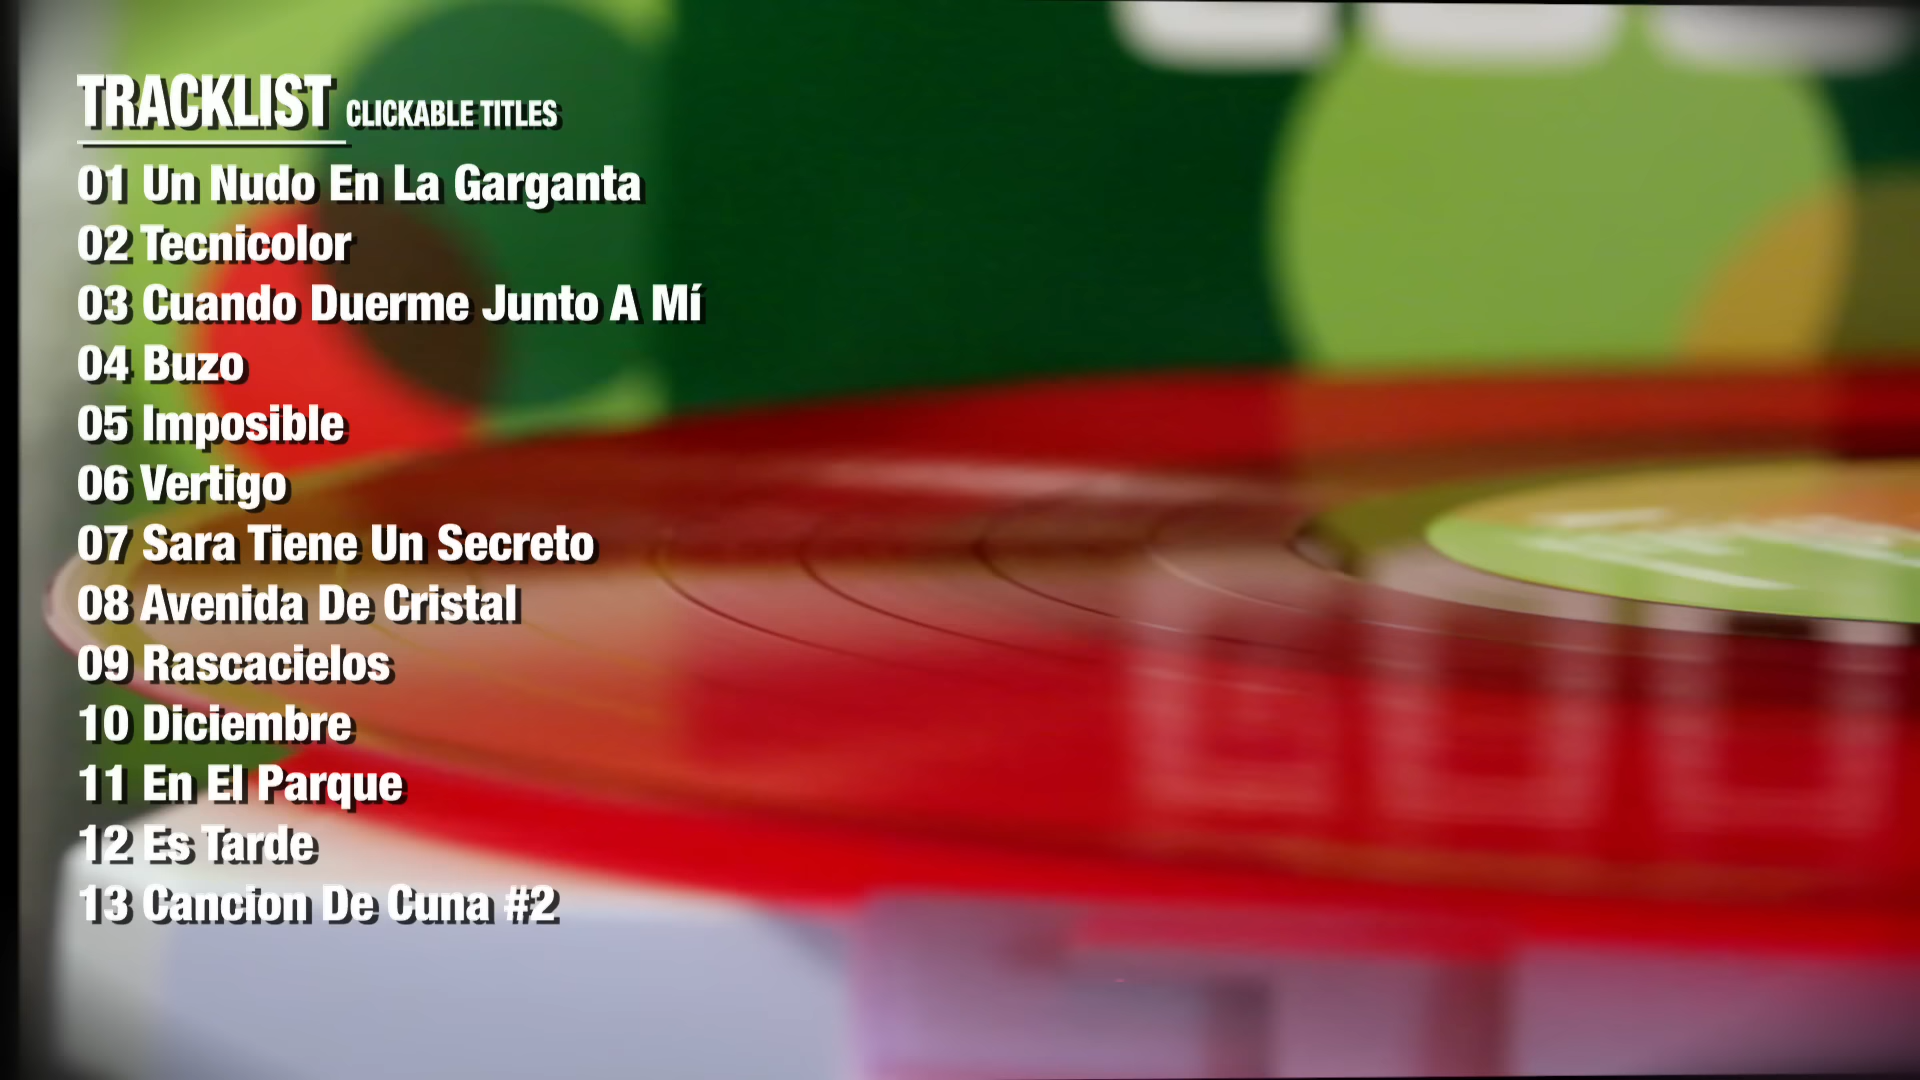 TRACKLIST CLICKABLE TITLES
01 Un Nudo En La Garganta
02 Tecnicolor
03 Cuando Duerme Junto A Mí
04 Buzo
05 Imposible
06 Vertigo
07 Sara Tiene Un Secreto
08 Avenida De Cristal
09 Rascacielos
10 Diciembre
11 En El Parque
12 Es Tarde
13 Cancion De Cuna #2